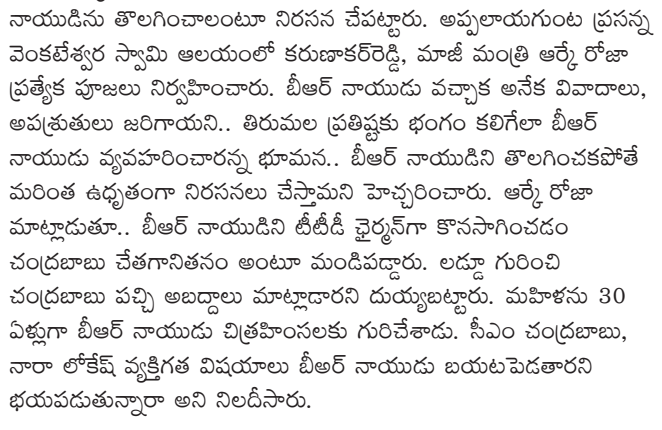 నాయుడిను తొలగించాలంటూ నిరసన చేపట్టారు. అప్పలాయగుంట ప్రసన్న
వెంకటేశ్వర స్వామి ఆలయంలో కరుణాకర్‌రెడ్డి, మాజీ మంత్రి ఆర్కే రోజా
ప్రత్యేక పూజలు నిర్వహించారు. బీఆర్ నాయుడు వచ్చాక అనేక వివాదాలు,
అపశ్రుతులు జరిగాయని.. తిరుమల ప్రతిష్టకు భంగం కలిగేలా బీఆర్
నాయుడు వ్యవహరించారన్న భూమన.. బీఆర్ నాయుడిని తొలగించకపోతే
మరింత ఉధృతంగా నిరసనలు చేస్తామని హెచ్చరించారు. ఆర్కే రోజా
మాట్లాడుతూ.. బీఆర్ నాయుడిని టీటీడీ ఛైర్మన్‌గా కొనసాగించడం
చంద్రబాబు చేతగానితనం అంటూ మండిపడ్డారు. లడ్డూ గురించి
చంద్రబాబు పచ్చి అబద్దాలు మాట్లాడారని దుయ్యబట్టారు. మహిళను 30
ఏళ్లుగా బీఆర్ నాయుడు చిత్రహింసలకు గురిచేశాడు. సీఎం చంద్రబాబు,
నారా లోకేష్ వ్యక్తిగత విషయాలు బీఅర్ నాయుడు బయటపెడతారని
భయపడుతున్నారా అని నిలదీసారు.